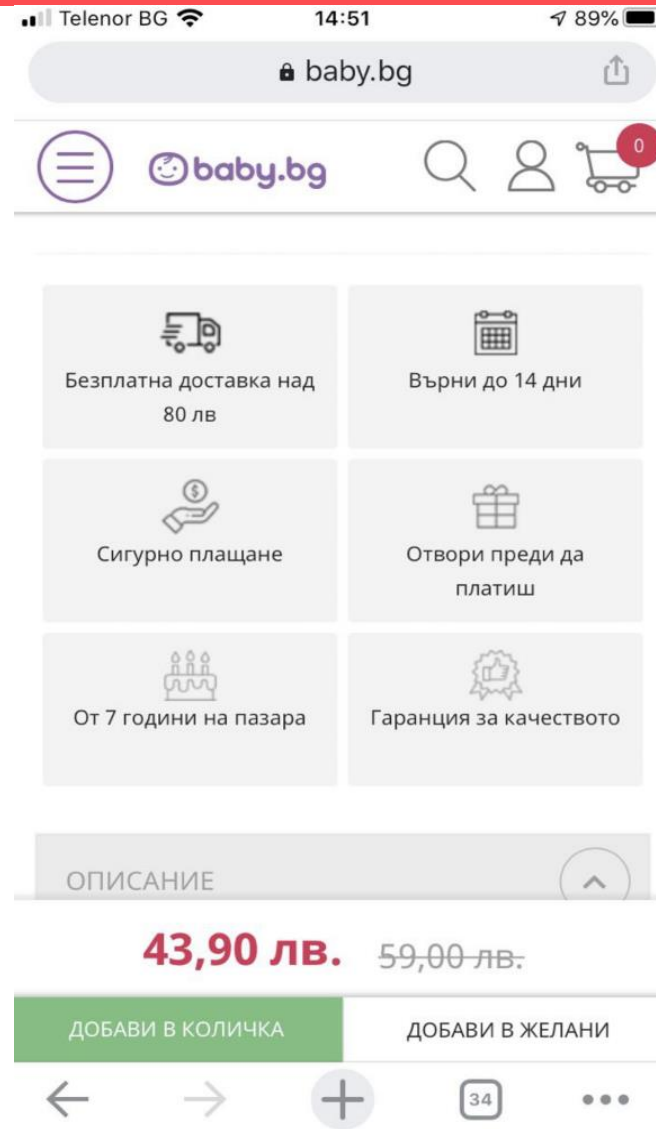 Telenor BG 14:51 89%
baby.bg
baby.bg 0
Безплатна доставка над
80 лв
Върни до 14 дни
Сигурно плащане
Отвори преди да
платиш
От 7 години на пазара
Гаранция за качеството
ОПИСАНИЕ
43,90 лв. 59,00 лв.
ДОБАВИ В КОЛИЧКА
ДОБАВИ В ЖЕЛАНИ
34